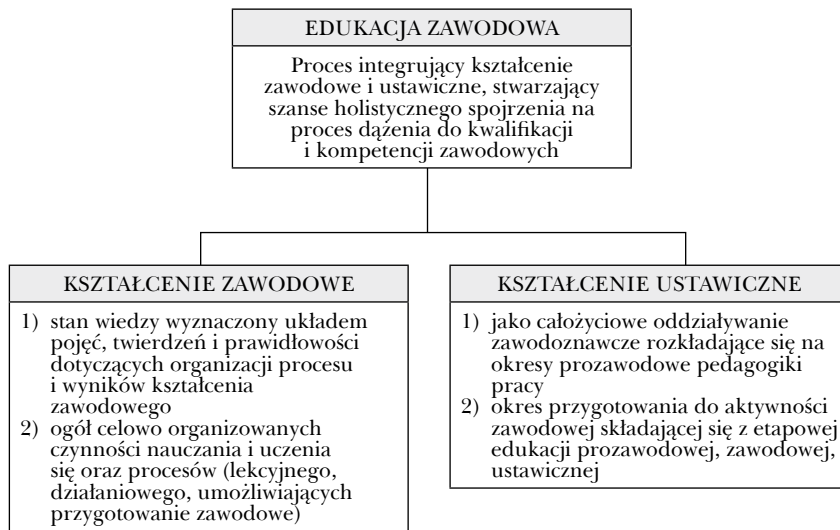 EDUKACJA ZAWODOWA
Proces integrujący kształcenie
zawodowe i ustawiczne, stwarzający
szanse holistycznego spojrzenia na
proces dążenia do kwalifikacji
i kompetencji zawodowych
KSZTAŁCENIE ZAWODOWE
1) stan wiedzy wyznaczony układem
pojęć, twierdzeń i prawidłowości
dotyczących organizacji procesu
i wyników kształcenia
zawodowego
2) ogół celowo organizowanych
czynności nauczania i uczenia
się oraz procesów (lekcyjnego,
działaniowego, umożliwiających
przygotowanie zawodowe)
KSZTAŁCENIE USTAWICZNE
1) jako całożyciowe oddziaływanie
zawodoznawcze rozkładające się na
okresy prozawodowe pedagogiki
pracy
2) okres przygotowania do aktywności
zawodowej składającej się z etapowej
edukacji prozawodowej, zawodowej,
ustawicznej